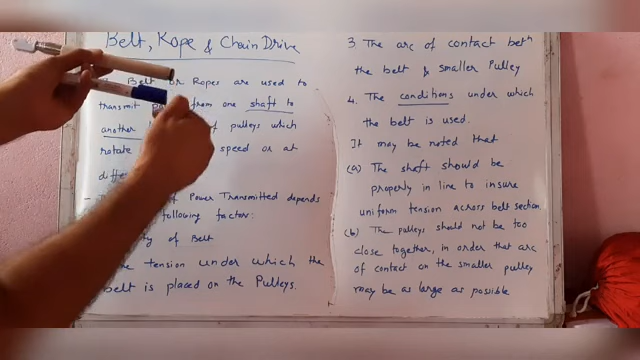 Belt, Rope & Chain Drive
Belt or Ropes are used to
transmit from one shaft to
another of pulleys which
rotate speed or at
of Power Transmitted depends
following factor:
of Belt
tension under which the
belt is placed on the Pulleys.
3 The arc of contact betn
the belt & smaller Pulley
4. The conditions under which
the belt is used.
It may be noted that
(a) The shaft should be
properly in line to insure
uniform tension across belt section.
(b) The pulleys should not be too
close together, in order that arc
of contact on the smaller pulley
may be as large as possible